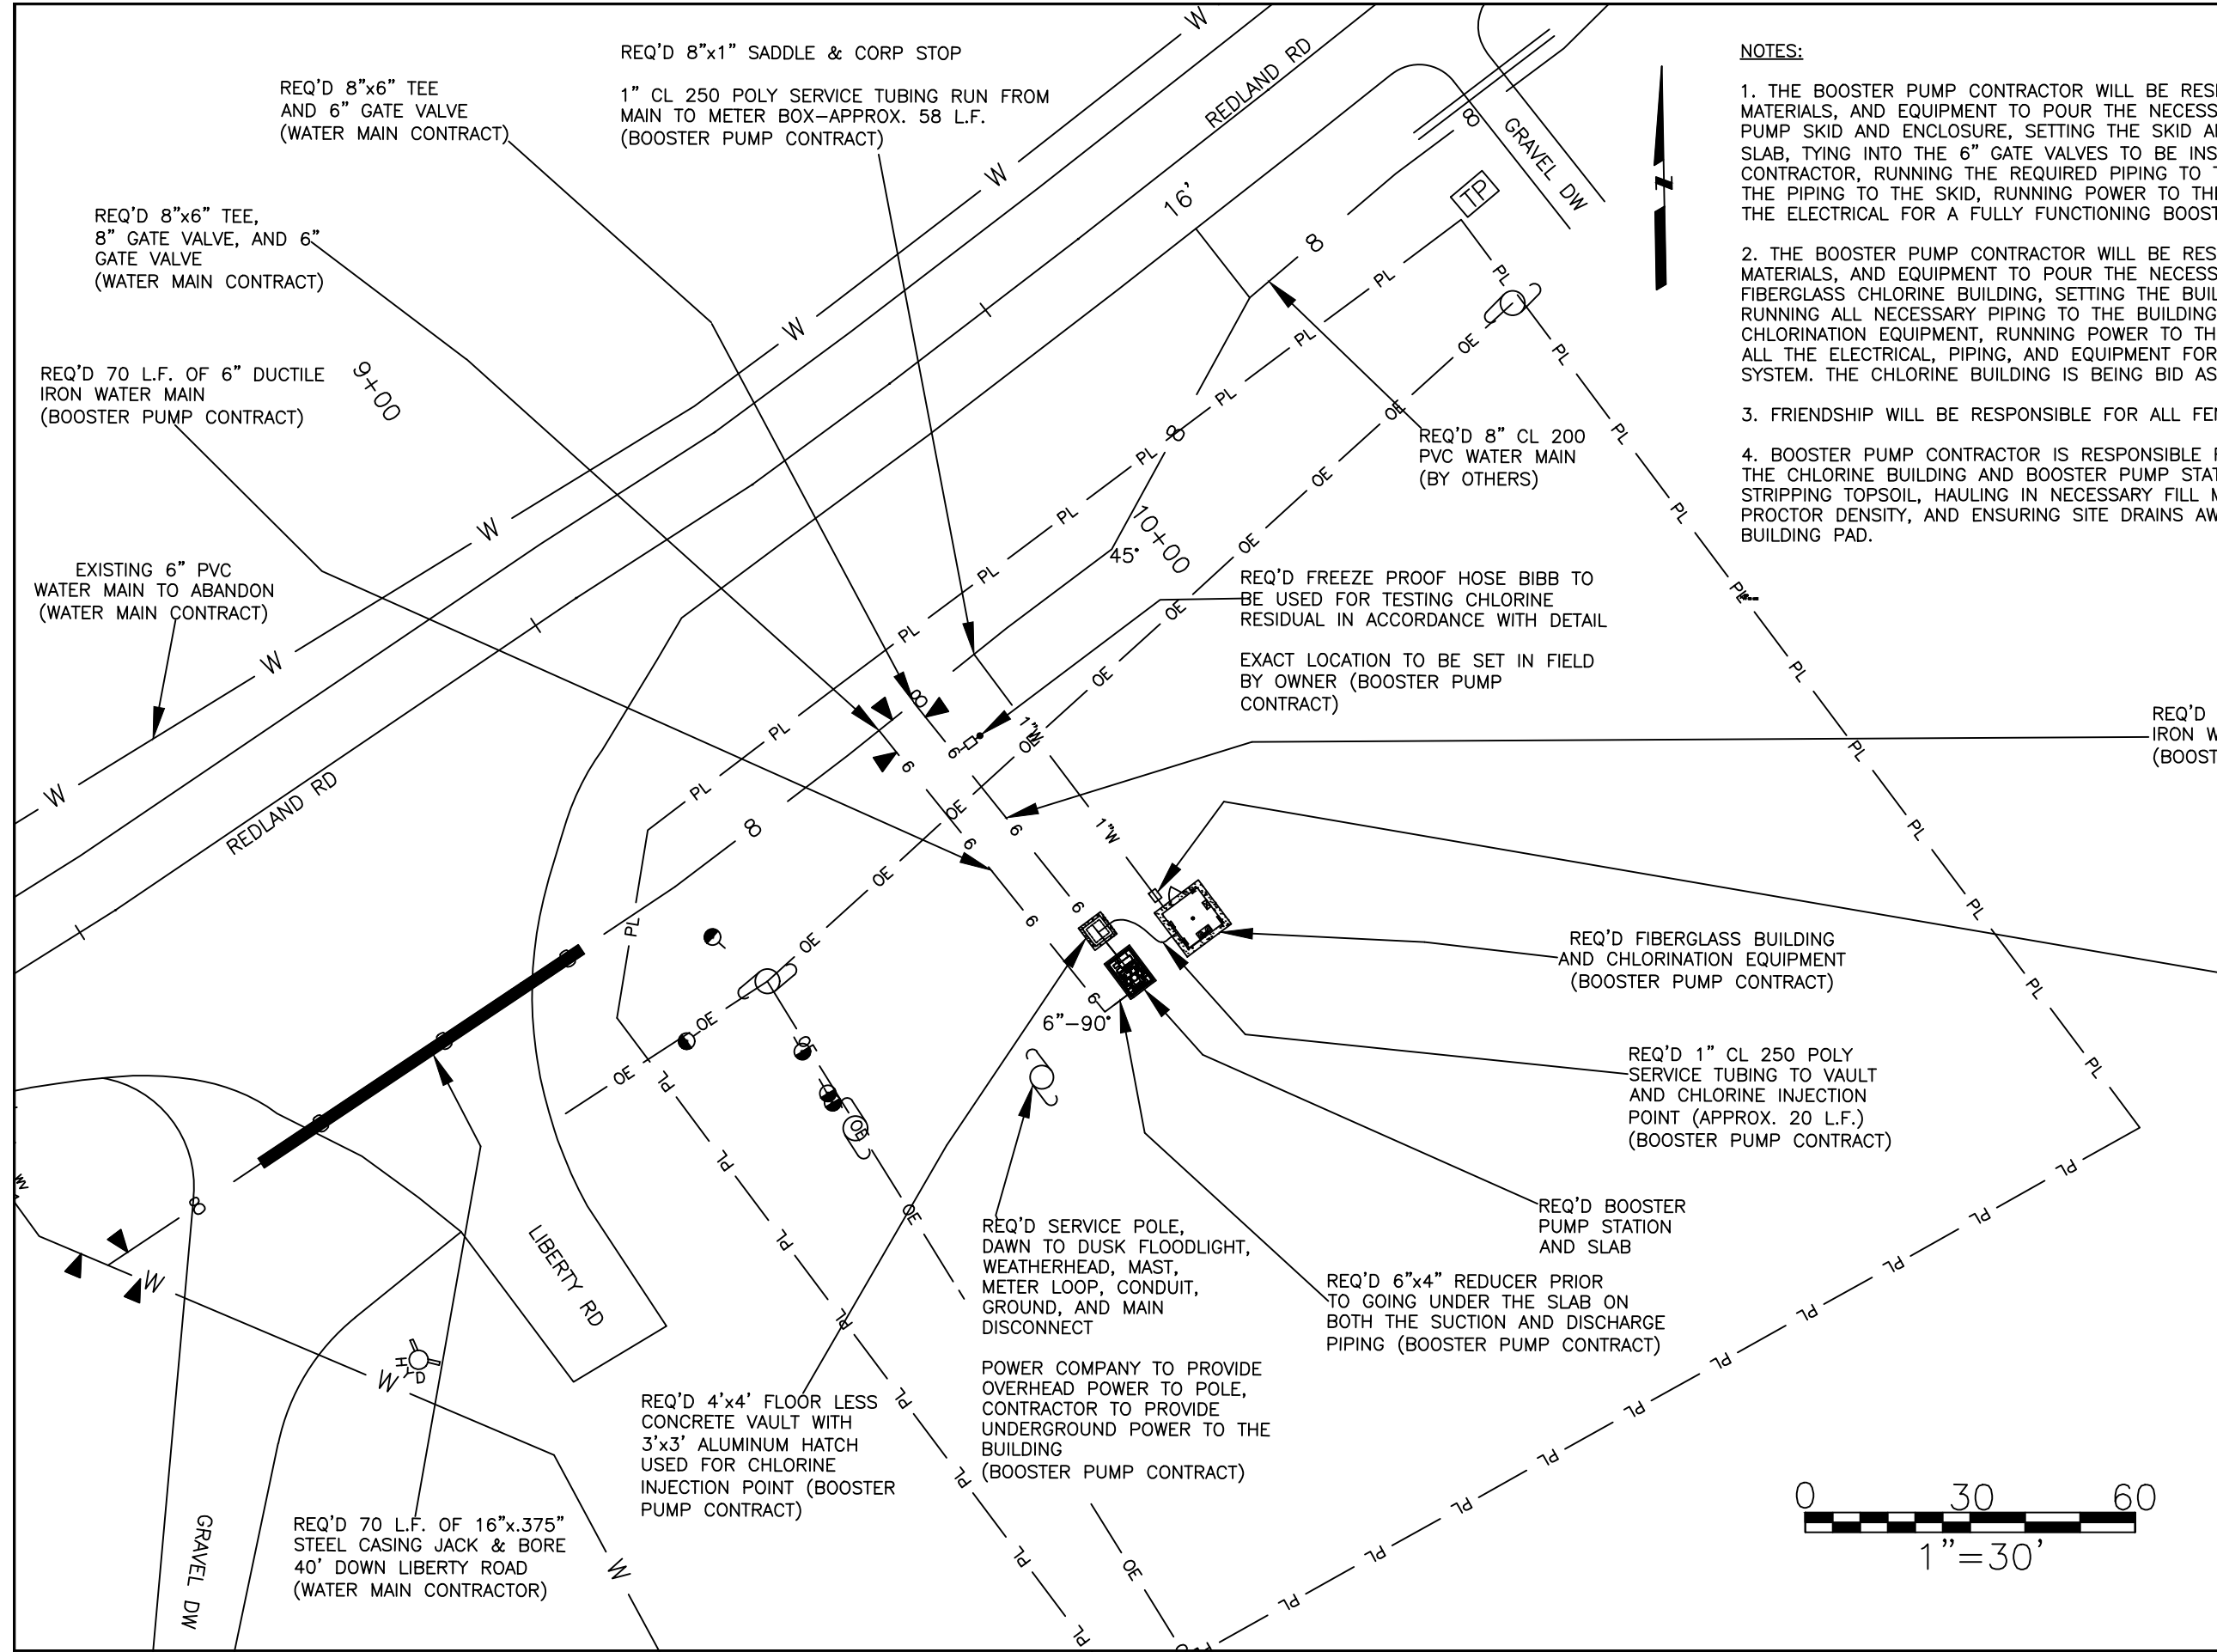 REQ'D 8"x6" TEE
AND 6" GATE VALVE
(WATER MAIN CONTRACT)
REQ'D 8"x1" SADDLE & CORP STOP
1" CL 250 POLY SERVICE TUBING RUN FROM
MAIN TO METER BOX-APPROX. 58 L.F.
(BOOSTER PUMP CONTRACT)
REQ'D 8"x6" TEE,
8" GATE VALVE, AND 6"
GATE VALVE
(WATER MAIN CONTRACT)
REQ'D 70 L.F. OF 6" DUCTILE
IRON WATER MAIN
(BOOSTER PUMP CONTRACT)
9+00
EXISTING 6" PVC
WATER MAIN TO ABANDON
(WATER MAIN CONTRACT)
REDLAND RD
REDLAND RD
16'
GRAVEL DW
TP
NOTES:
1. THE BOOSTER PUMP CONTRACTOR WILL BE
MATERIALS, AND EQUIPMENT TO POUR THE
PUMP SKID AND ENCLOSURE, SETTING THE SKID
SLAB, TYING INTO THE 6" GATE VALVES TO BE
CONTRACTOR, RUNNING THE REQUIRED PIPING TO
THE PIPING TO THE SKID, RUNNING POWER TO
THE ELECTRICAL FOR A FULLY FUNCTIONING
2. THE BOOSTER PUMP CONTRACTOR WILL BE
MATERIALS, AND EQUIPMENT TO POUR THE
FIBERGLASS CHLORINE BUILDING, SETTING THE
RUNNING ALL NECESSARY PIPING TO THE BUILDING
CHLORINATION EQUIPMENT, RUNNING POWER TO
ALL THE ELECTRICAL, PIPING, AND EQUIPMENT FOR
SYSTEM. THE CHLORINE BUILDING IS BEING BID AS
3. FRIENDSHIP WILL BE RESPONSIBLE FOR ALL
4. BOOSTER PUMP CONTRACTOR IS RESPONSIBLE
THE CHLORINE BUILDING AND BOOSTER PUMP
STRIPPING TOPSOIL, HAULING IN NECESSARY FILL
PROCTOR DENSITY, AND ENSURING SITE DRAINS
BUILDING PAD.
REQ'D 8" CL 200
PVC WATER MAIN
(BY OTHERS)
10+00
45°
REQ'D FREEZE PROOF HOSE BIBB TO
BE USED FOR TESTING CHLORINE
RESIDUAL IN ACCORDANCE WITH DETAIL
EXACT LOCATION TO BE SET IN FIELD
BY OWNER (BOOSTER PUMP
CONTRACT)
REQ'D
IRON
1"W
1"W
REQ'D FIBERGLASS BUILDING
AND CHLORINATION EQUIPMENT
(BOOSTER PUMP CONTRACT)
6"-90°
REQ'D 1" CL 250 POLY
SERVICE TUBING TO VAULT
AND CHLORINE INJECTION
POINT (APPROX. 20 L.F.)
(BOOSTER PUMP CONTRACT)
REQ'D BOOSTER
PUMP STATION
AND SLAB
REQ'D 6"x4" REDUCER PRIOR
TO GOING UNDER THE SLAB ON
BOTH THE SUCTION AND DISCHARGE
PIPING (BOOSTER PUMP CONTRACT)
REQ'D SERVICE POLE,
DAWN TO DUSK FLOODLIGHT,
WEATHERHEAD, MAST,
METER LOOP, CONDUIT,
GROUND, AND MAIN
DISCONNECT
POWER COMPANY TO PROVIDE
OVERHEAD POWER TO POLE,
CONTRACTOR TO PROVIDE
UNDERGROUND POWER TO THE
BUILDING
(BOOSTER PUMP CONTRACT)
REQ'D 4'x4' FLOOR LESS
CONCRETE VAULT WITH
3'x3' ALUMINUM HATCH
USED FOR CHLORINE
INJECTION POINT (BOOSTER
PUMP CONTRACT)
LIBERTY RD
HYD
REQ'D 70 L.F. OF 16"x.375"
STEEL CASING JACK & BORE
40' DOWN LIBERTY ROAD
(WATER MAIN CONTRACTOR)
GRAVEL DW
0 30 60
1"=30'